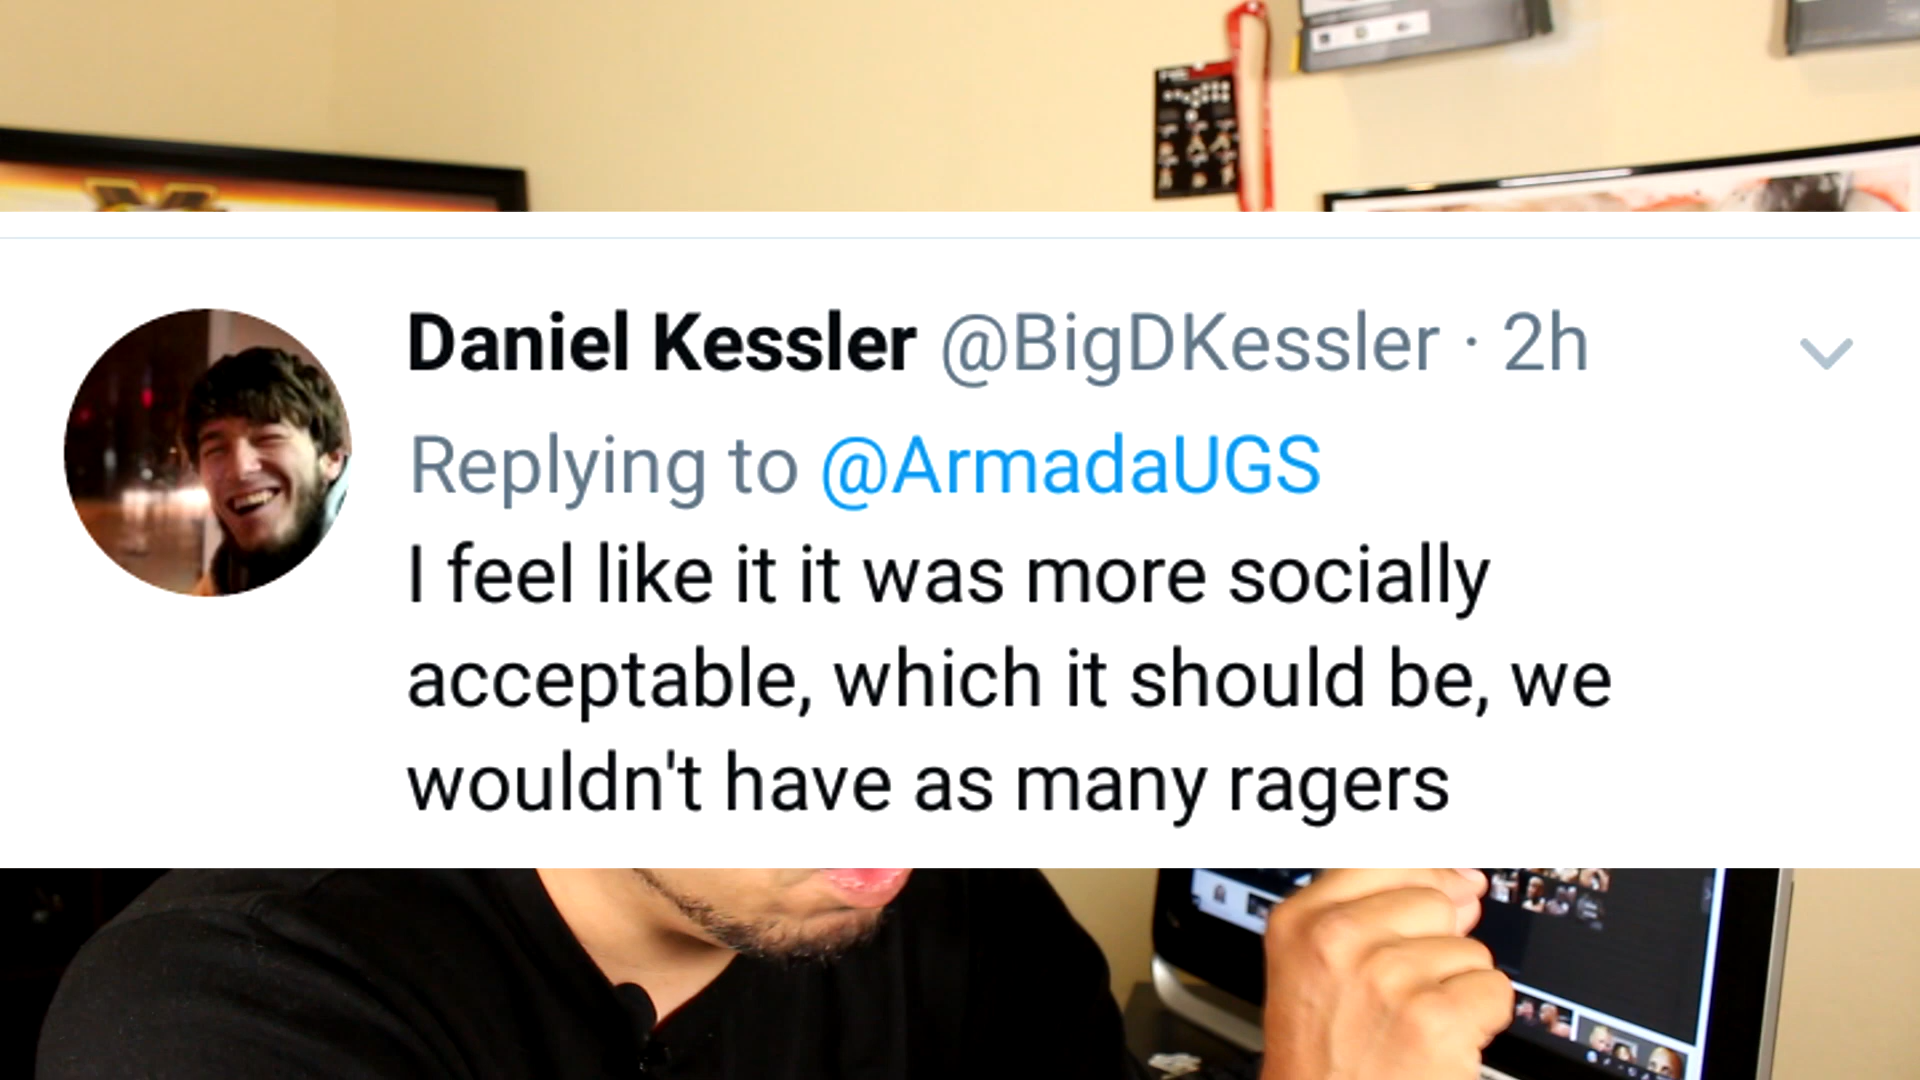 Daniel Kessler @BigDKessler · 2h
Replying to @ArmadaUGS
I feel like it it was more socially
acceptable, which it should be, we
wouldn't have as many ragers